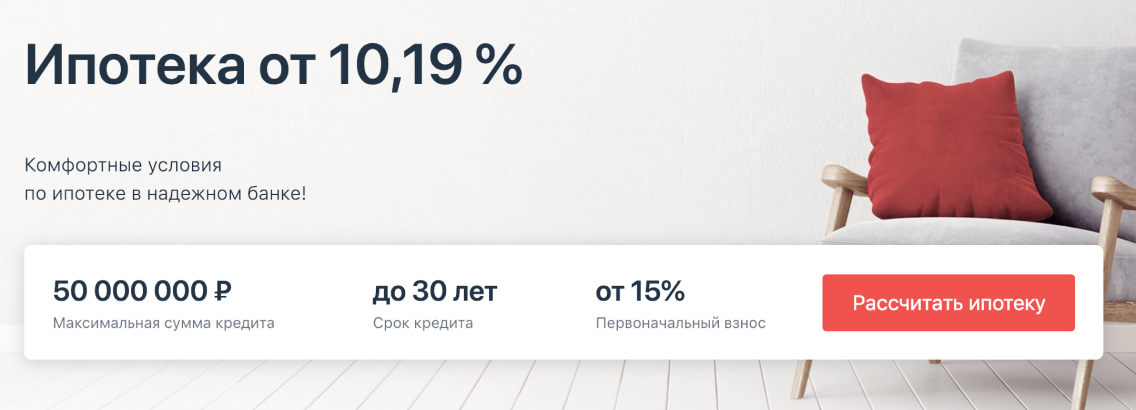 Ипотека от 10,19 %
Комфортные условия
по ипотеке в надежном банке!
50 000 000 ₽
Максимальная сумма кредита
до 30 лет
Срок кредита
от 15%
Первоначальный взнос
Рассчитать ипотеку